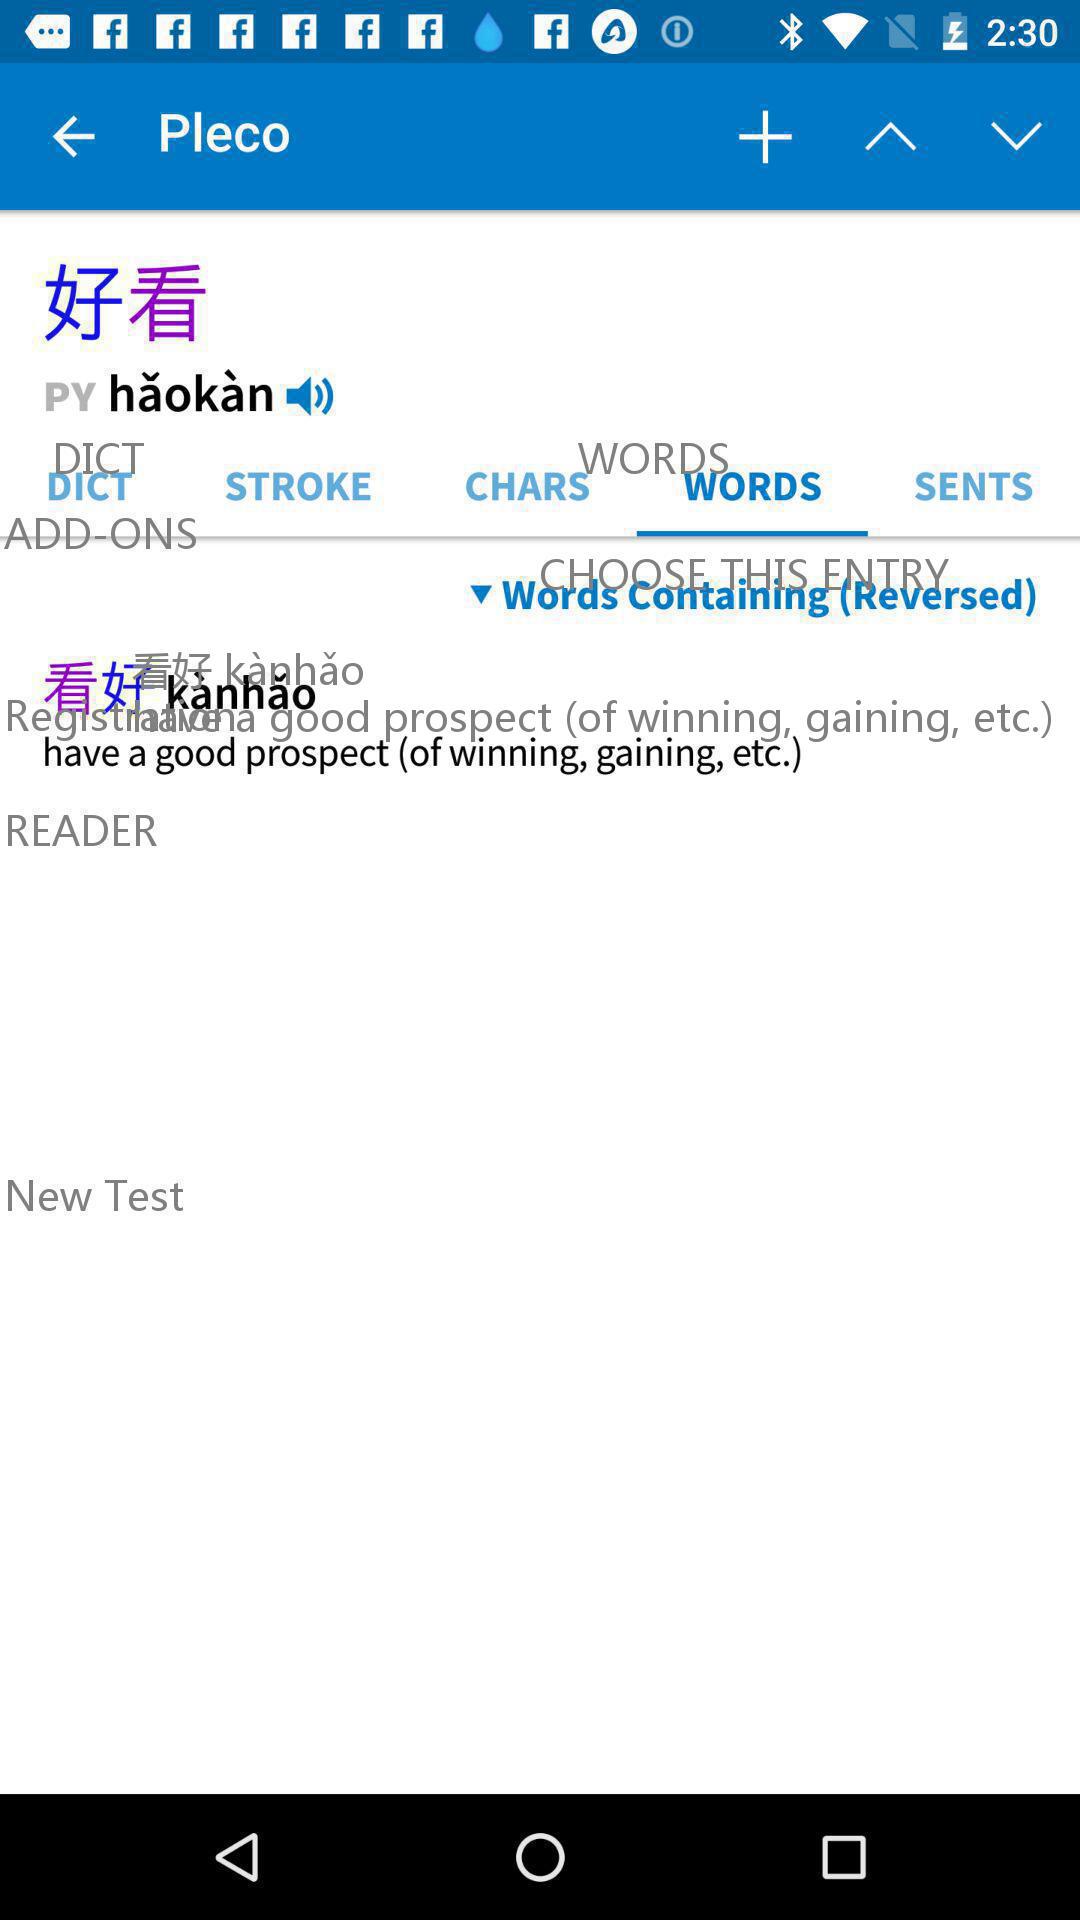 2:30
Pleco
好看
PY hǎokàn
DICT WORDS
DICT STROKE CHARS WORDS SENTS
ADD-ONS
CHOOSE THIS ENTRY
Words Containing (Reversed)
看好 kànhǎo
看好 kànhǎo
Registration
have a good prospect (of winning, gaining, etc.)
have a good prospect (of winning, gaining, etc.)
READER
New Test